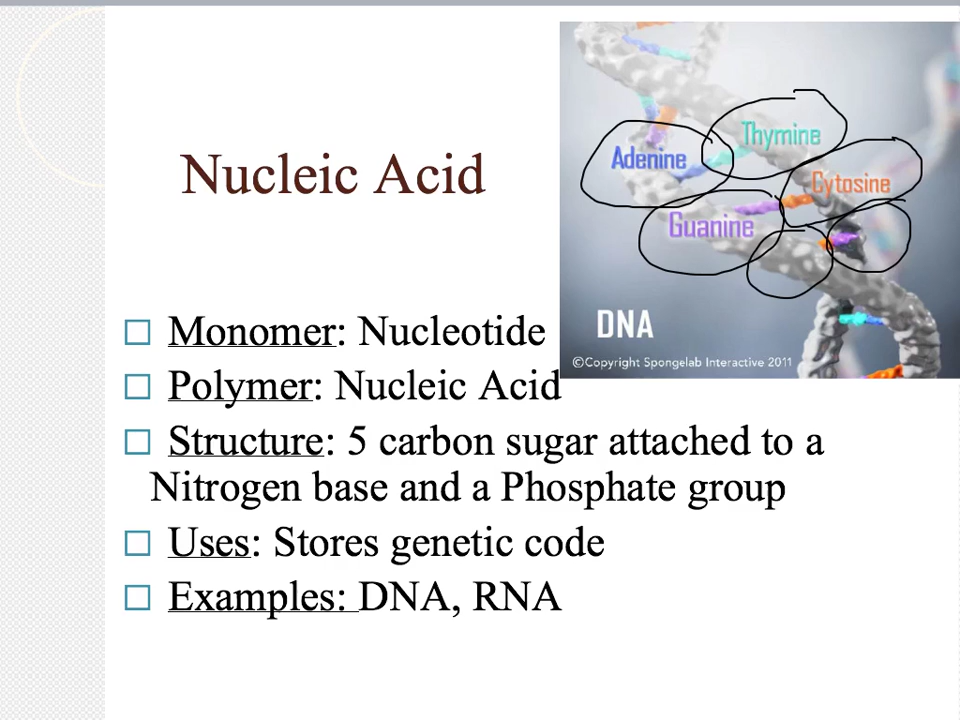 Nucleic Acid
Adenine
Thymine
Cytosine
Guanine
DNA
©Copyright Spongelab Interactive 2011
Monomer: Nucleotide
Polymer: Nucleic Acid
Structure: 5 carbon sugar attached to a
Nitrogen base and a Phosphate group
Uses: Stores genetic code
Examples: DNA, RNA